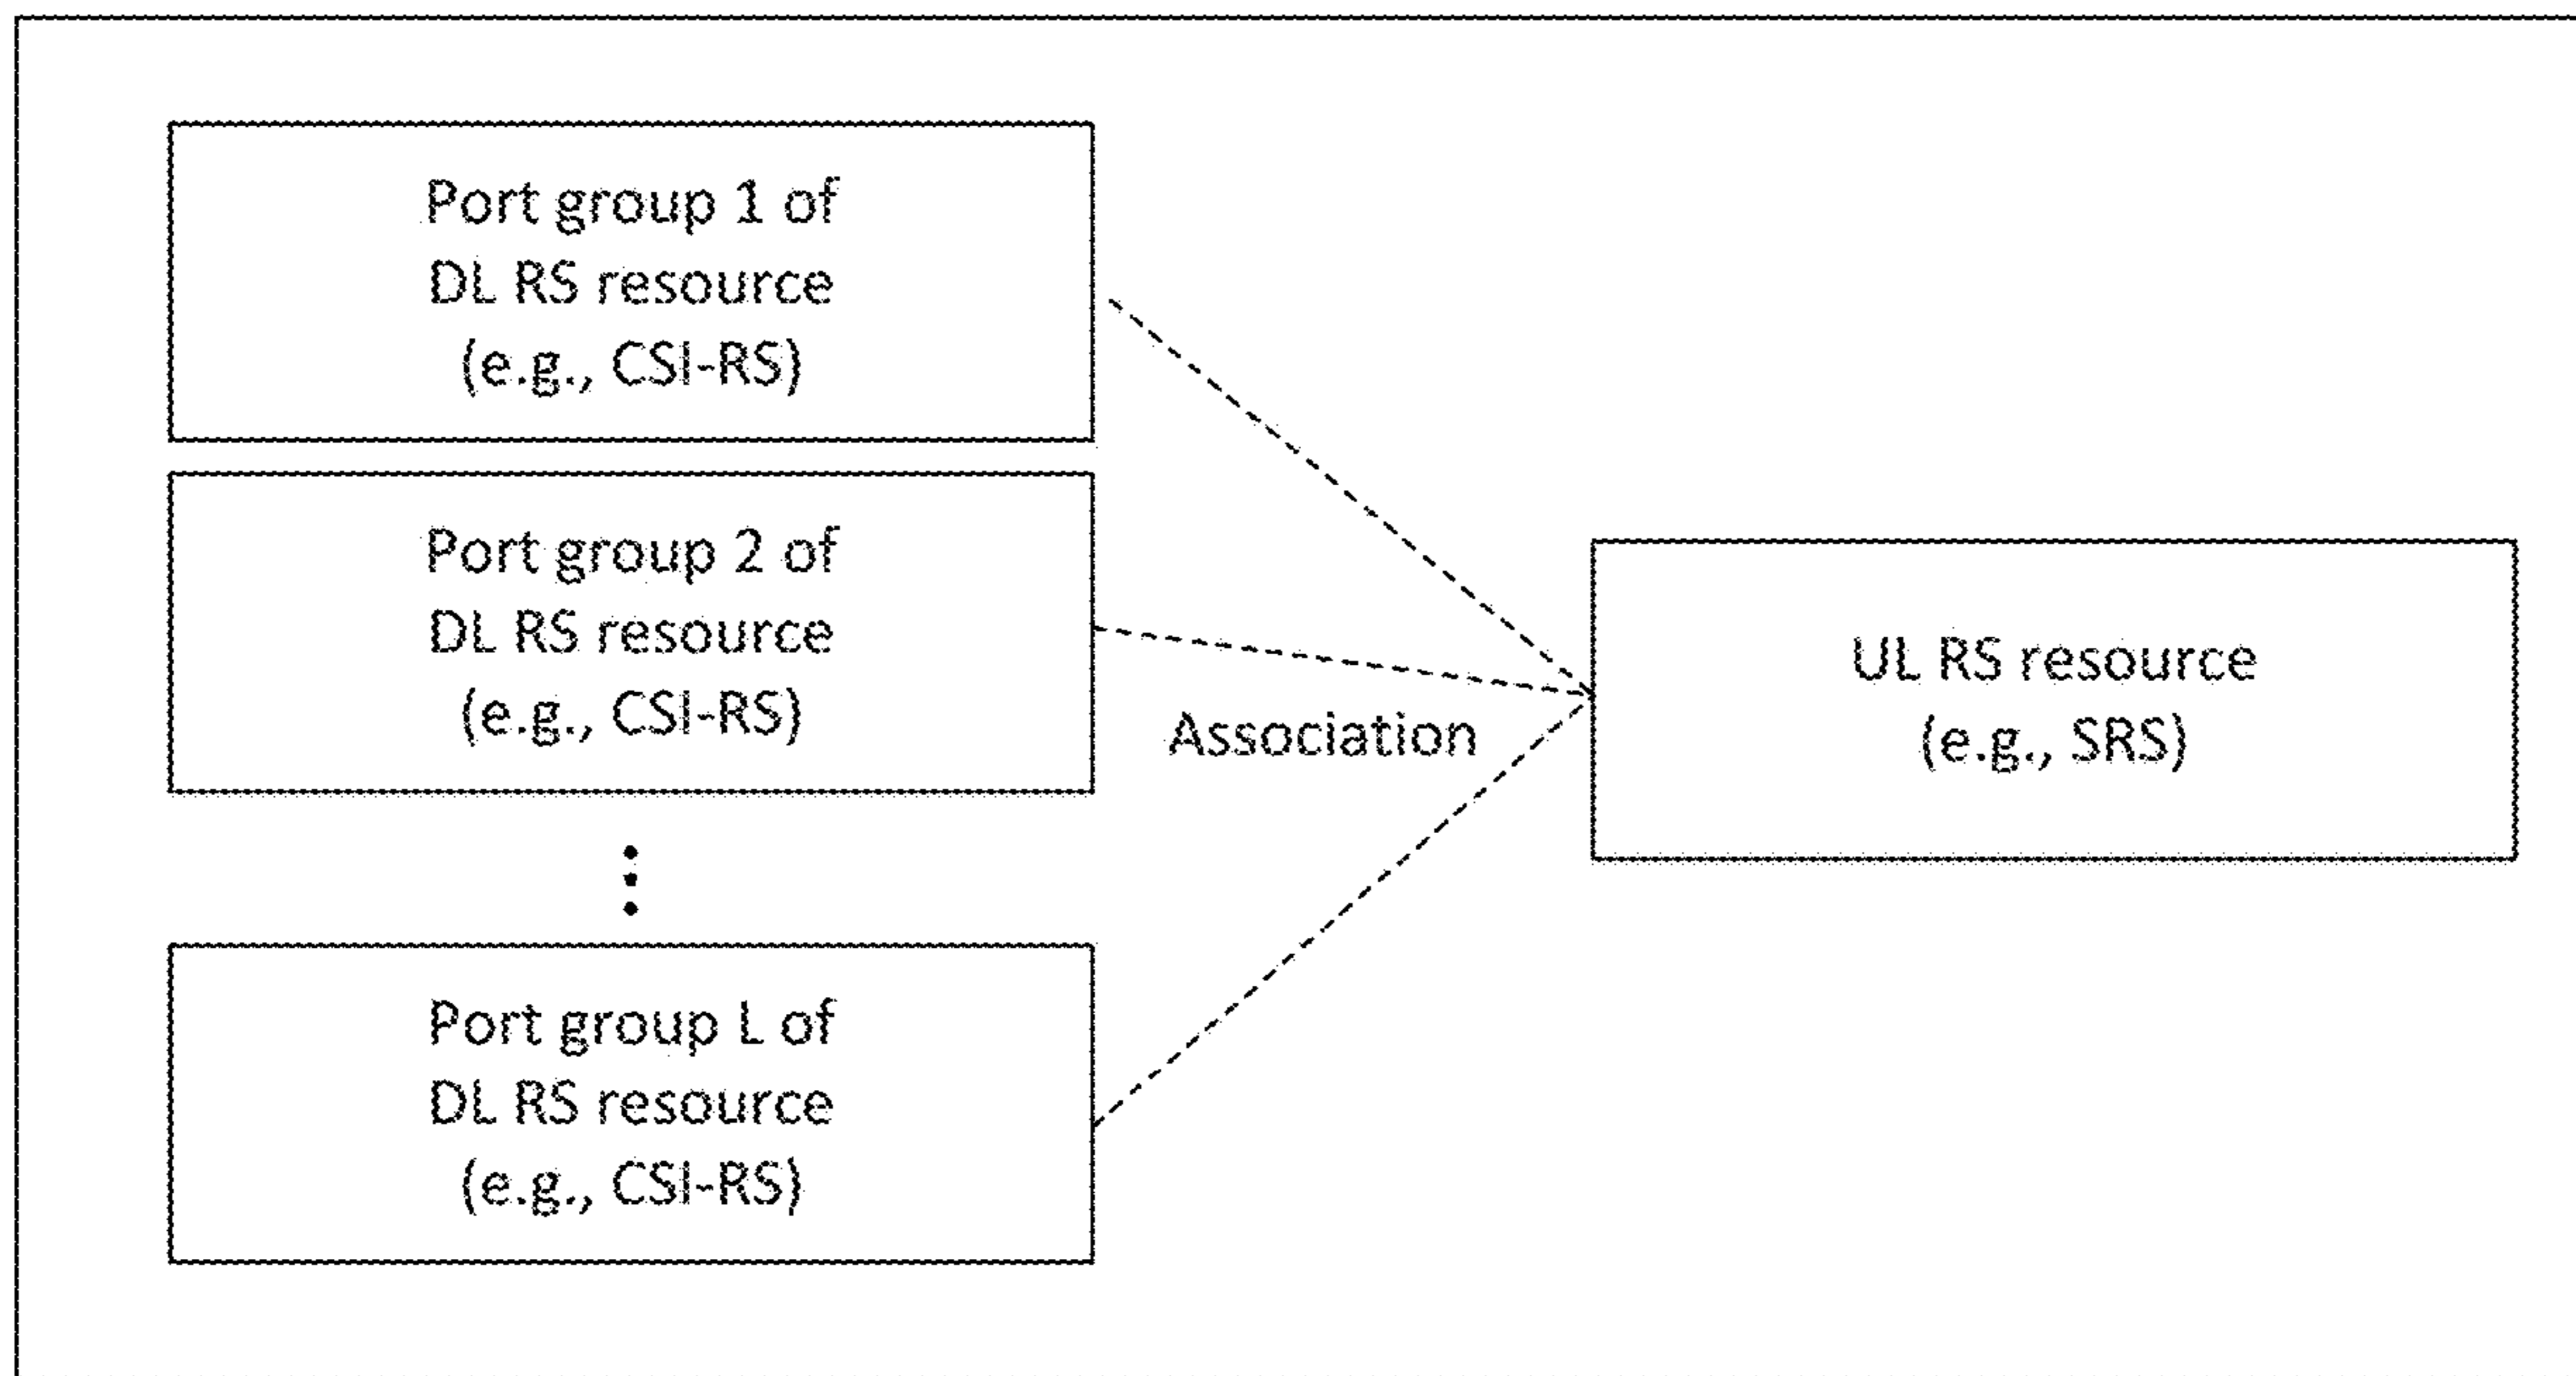 Port group 1 of
DL RS resource
(e.g., CSI-RS)
Port group 2 of
DL RS resource
(e.g., CSI-RS)
Association
UL RS resource
(e.g., SRS)
Port group L of
DL RS resource
(e.g., CSI-RS)